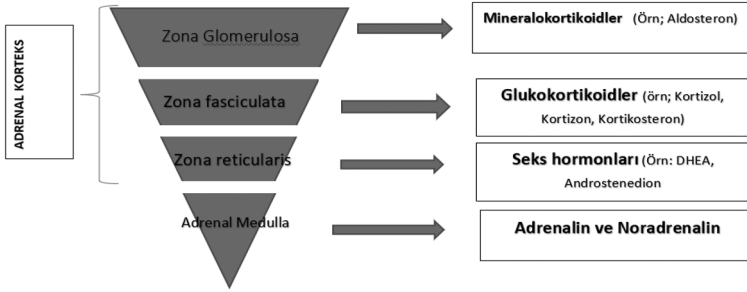 ADRENAL KORTEKS
Zona Glomerulosa
Mineralokortikoidler (Örn; Aldosteron)
Zona fasciculata
Glukokortikoidler (örn; Kortizol,
Kortizon, Kortikosteron)
Zona reticularis
Seks hormonları (Örn: DHEA,
Androstenedion
Adrenal Medulla
Adrenalin ve Noradrenalin